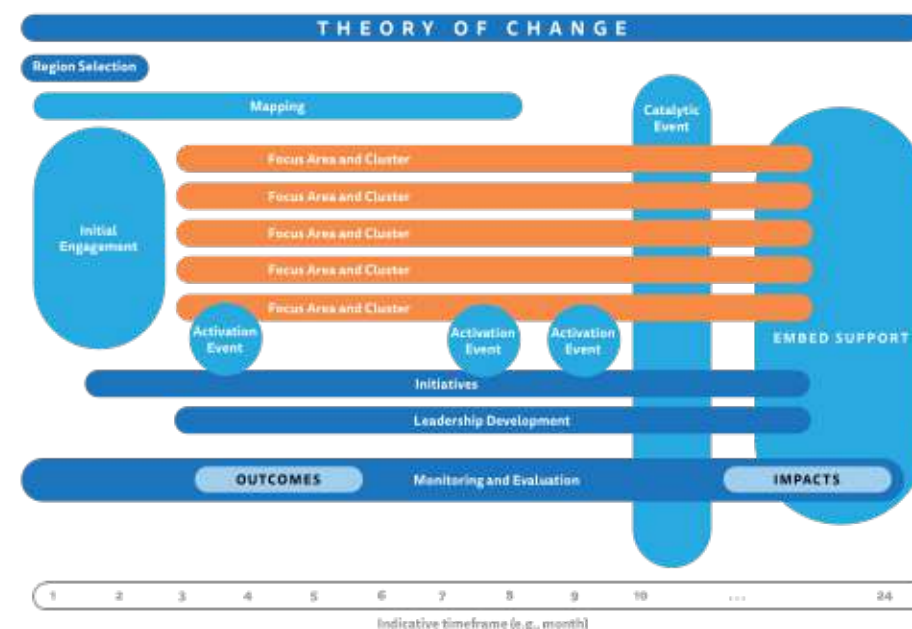 THEORY OF CHANGE
Region Selection
Mapping
Catalytic
Event
Focus Area and Cluster
Focus Area and Cluster
Initial
Engagement
Focus Area and Cluster
Focus Area and Cluster
Focus Area and Cluster
Activation
Event
Activation
Event
Activation
Event
EMBED SUPPORT
Initiatives
Leadership Development
OUTCOMES
Monitoring and Evaluation
IMPACTS
1 2 3 4 5 6 7 8 9 10 ... 24
Indicative timeframe (e.g., month)